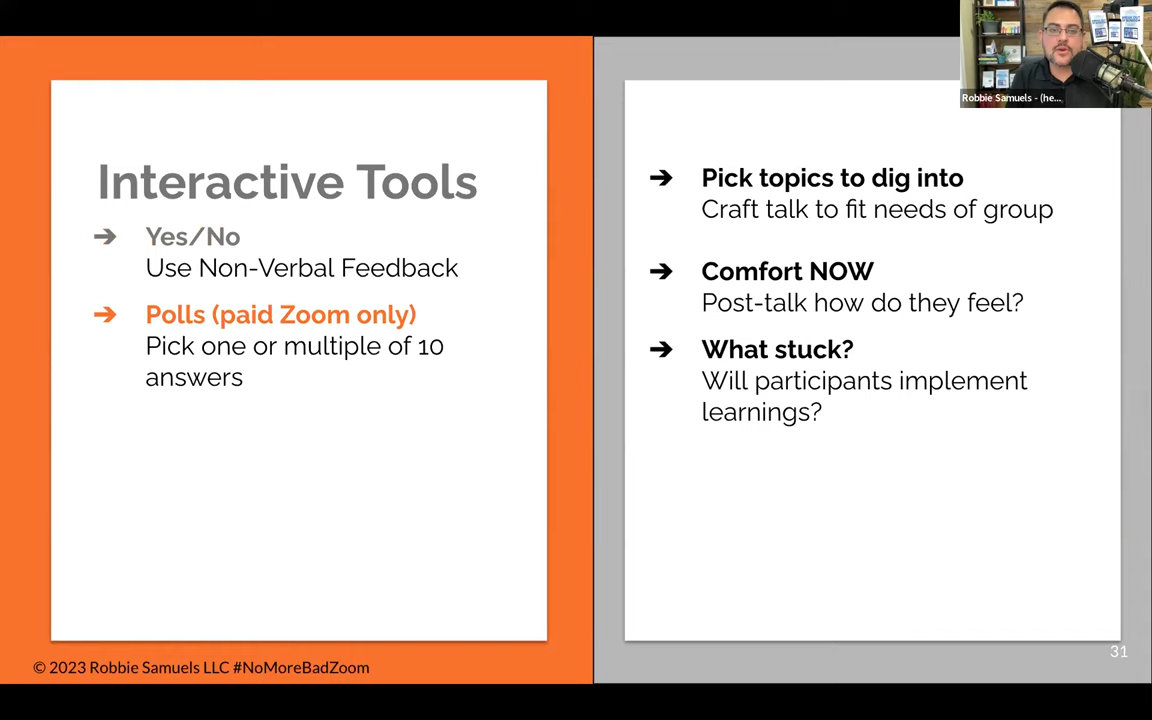 Robbie Samuels - (he...
Interactive Tools
➔ Yes/No
Use Non-Verbal Feedback
➔ Polls (paid Zoom only)
Pick one or multiple of 10
answers
➔ Pick topics to dig into
Craft talk to fit needs of group
➔ Comfort NOW
Post-talk how do they feel?
➔ What stuck?
Will participants implement
learnings?
31
© 2023 Robbie Samuels LLC #NoMoreBadZoom